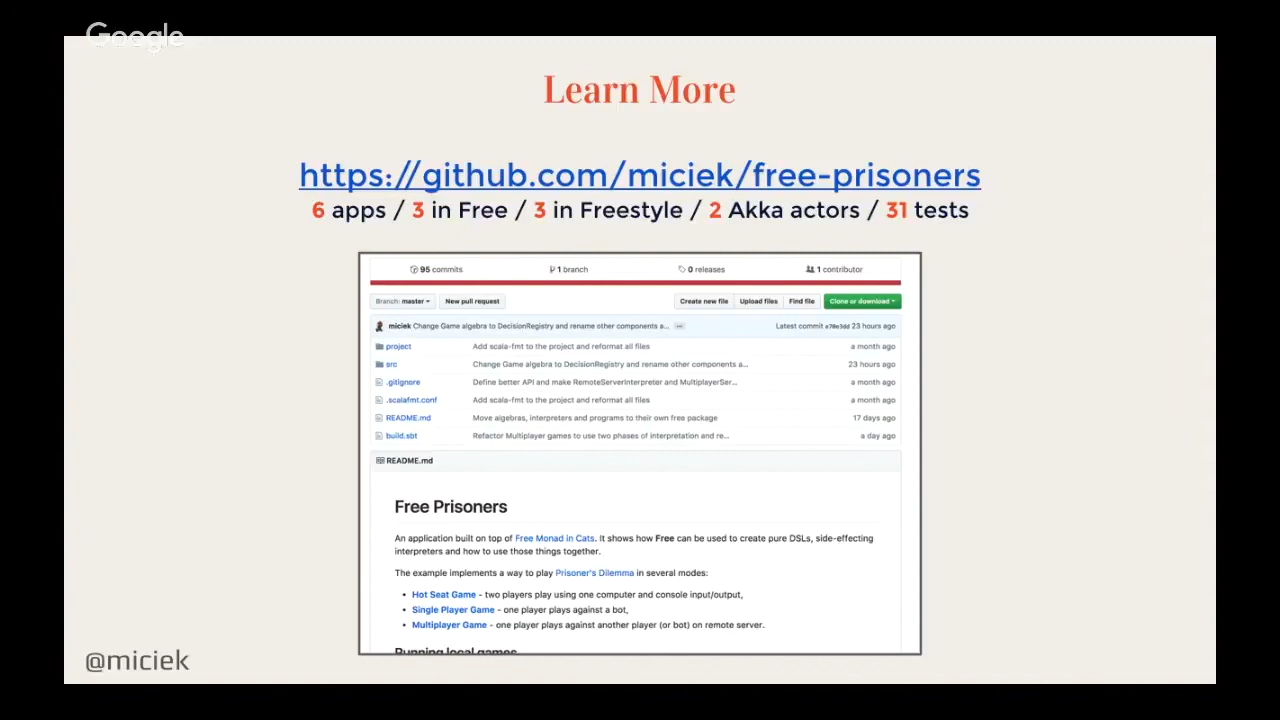 Google
Learn More
https://github.com/miciek/free-prisoners
6 apps / 3 in Free / 3 in Freestyle / 2 Akka actors / 31 tests
95 commits 1 branch 0 releases 1 contributor
Branch: master New pull request Create new file Upload files Find file Clone or download
miciek Change Game algebra to DecisionRegistry and rename other components a... Latest commit e70e3dd 23 hours ago
project Add scala-fmt to the project and reformat all files a month ago
src Change Game algebra to DecisionRegistry and rename other components a... 23 hours ago
.gitignore Define better API and make RemoteServerInterpreter and MultiplayerSer... a month ago
.scalafmt.conf Add scala-fmt to the project and reformat all files a month ago
README.md Move algebras, interpreters and programs to their own free package 17 days ago
build.sbt Refactor Multiplayer games to use two phases of interpretation and re... a day ago
README.md
Free Prisoners
An application built on top of Free Monad in Cats. It shows how Free can be used to create pure DSLs, side-effecting
interpreters and how to use those things together.
The example implements a way to play Prisoner's Dilemma in several modes:
• Hot Seat Game - two players play using one computer and console input/output,
• Single Player Game - one player plays against a bot,
• Multiplayer Game - one player plays against another player (or bot) on remote server.
Running local games
@miciek